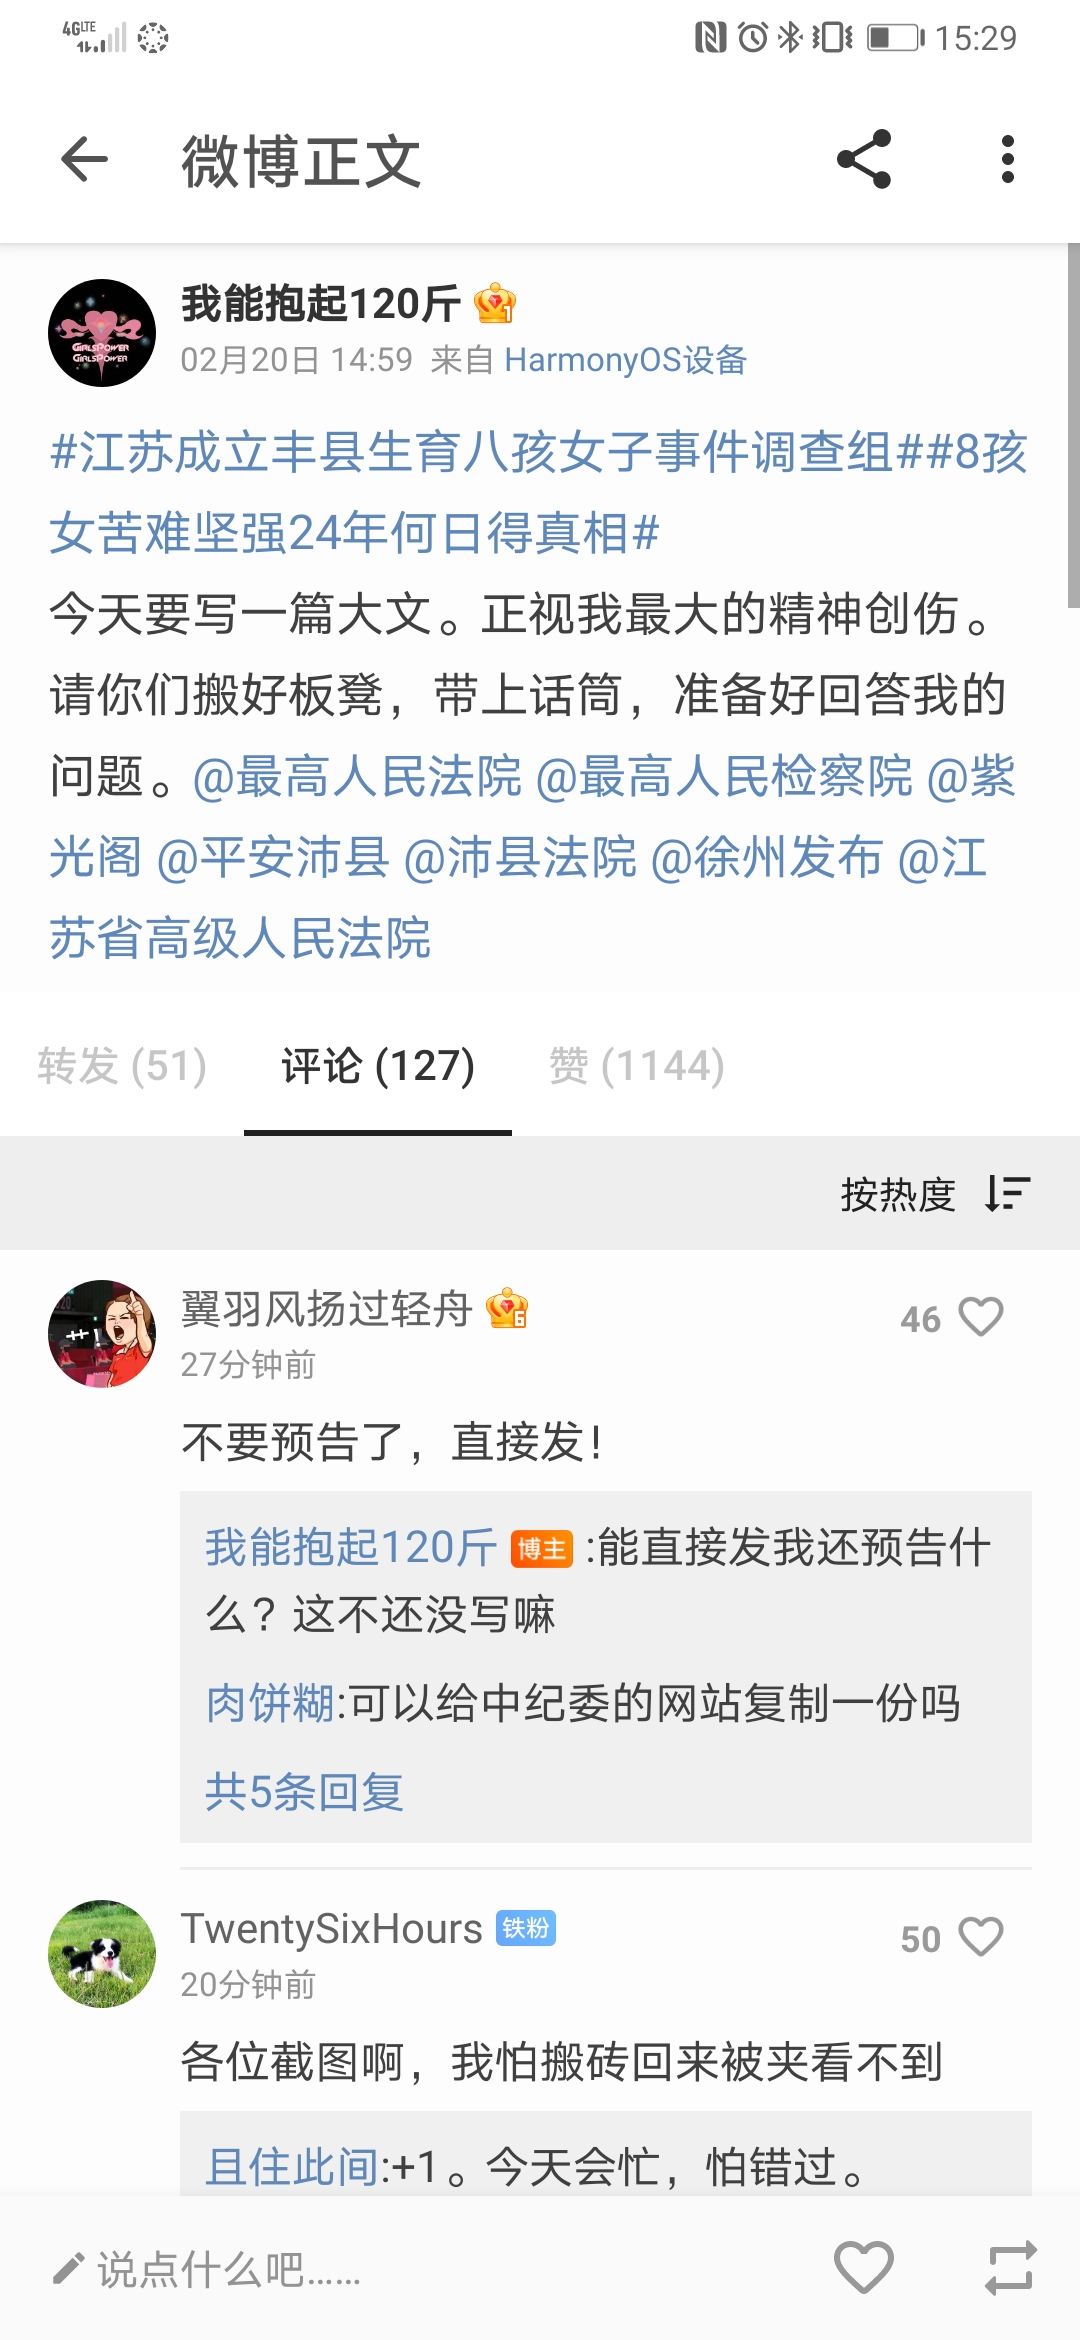 4G LTE 15:29
微博正文
我能抱起120斤
02月20日 14:59 来自 HarmonyOS设备
#江苏成立丰县生育八孩女子事件调查组##8孩
女苦难坚强24年何日得真相#
今天要写一篇大文。正视我最大的精神创伤。
请你们搬好板凳，带上话筒，准备好回答我的
问题。@最高人民法院 @最高人民检察院 @紫
光阁 @平安沛县 @沛县法院 @徐州发布 @江
苏省高级人民法院
转发 (51) 评论 (127) 赞 (1144)
按热度
翼羽风扬过轻舟 6
46
27分钟前
不要预告了，直接发！
我能抱起120斤 博主 :能直接发我还预告什
么？这不还没写嘛
肉饼糊:可以给中纪委的网站复制一份吗
共5条回复
TwentySixHours 铁粉
50
20分钟前
各位截图啊，我怕搬砖回来被夹看不到
且住此间:+1。今天会忙，怕错过。
说点什么吧......